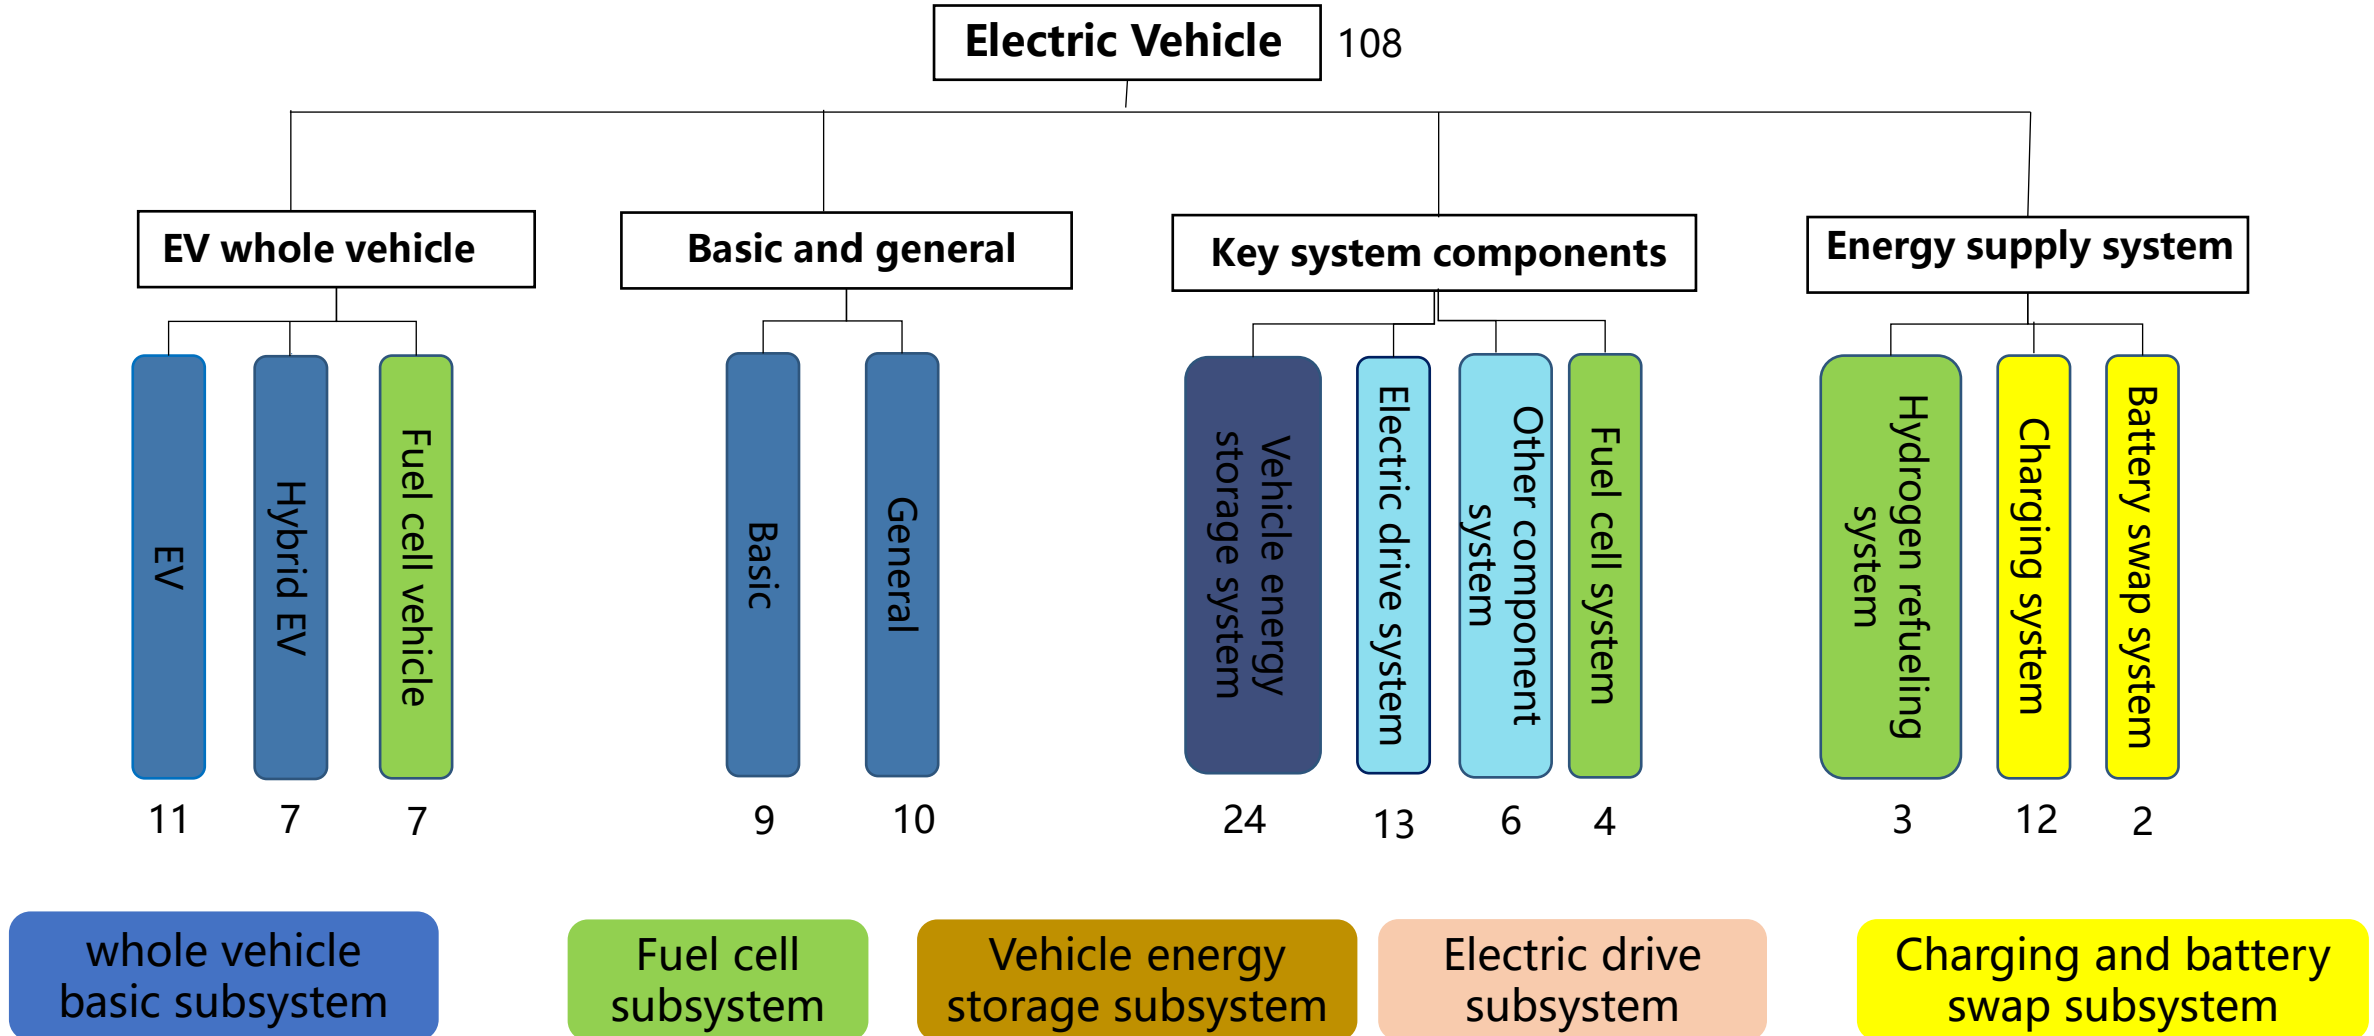 Electric Vehicle
108
EV whole vehicle
Basic and general
Key system components
Energy supply system
EV
Hybrid EV
Fuel cell vehicle
Basic
General
Vehicle energy
storage system
Electric drive system
Other component
system
Fuel cell system
Hydrogen refueling
system
Charging system
Battery swap system
11
7
7
9
10
24
13
6
4
3
12
2
whole vehicle
basic subsystem
Fuel cell
subsystem
Vehicle energy
storage subsystem
Electric drive
subsystem
Charging and battery
swap subsystem